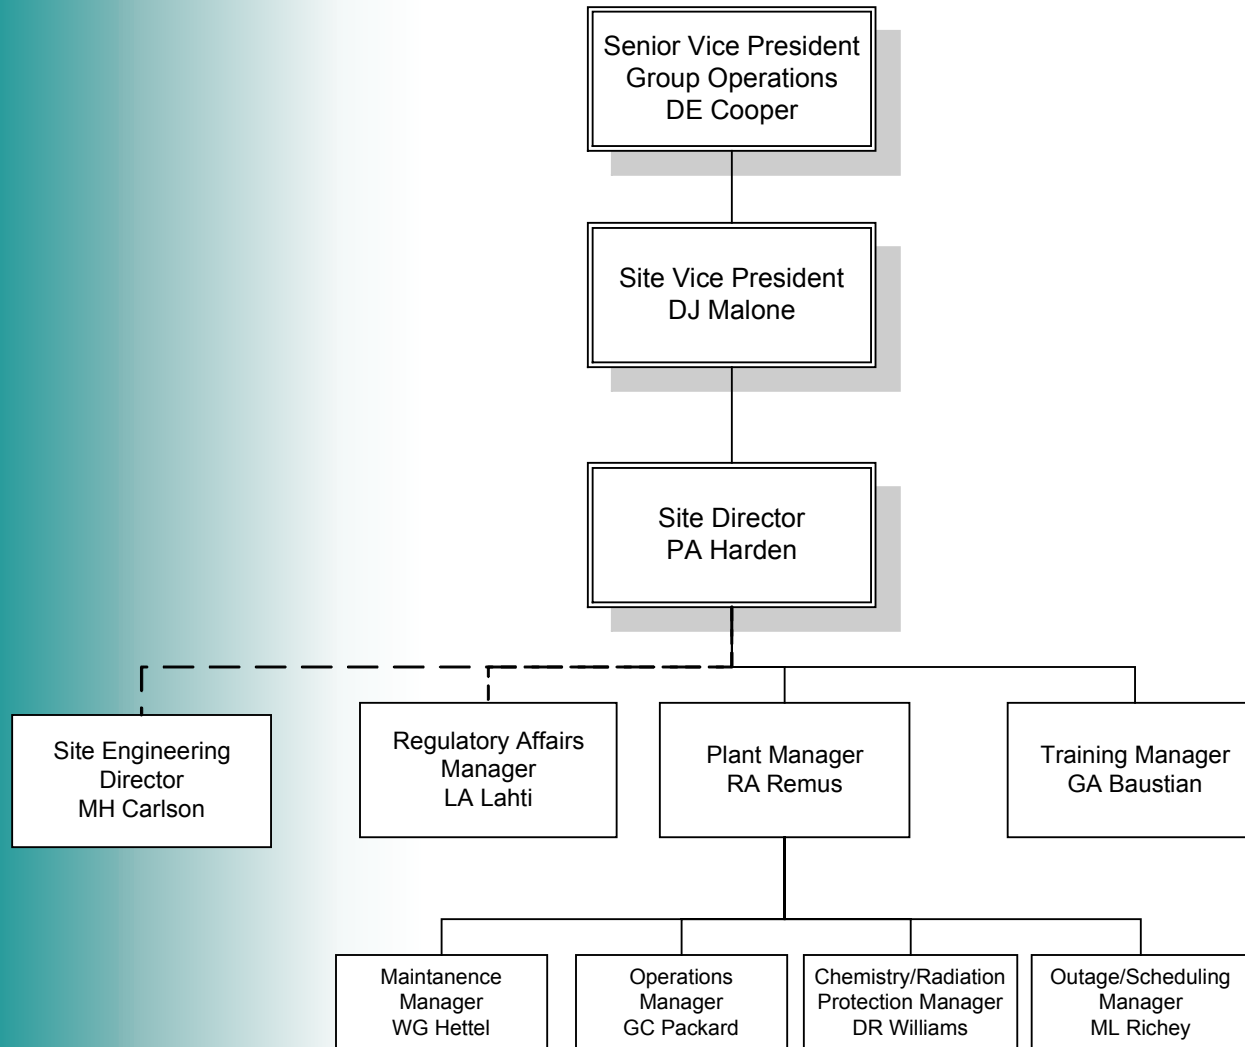 Senior Vice President
Group Operations
DE Cooper
Site Vice President
DJ Malone
Site Director
PA Harden
Site Engineering
Director
MH Carlson
Regulatory Affairs
Manager
LA Lahti
Plant Manager
RA Remus
Training Manager
GA Baustian
Maintanence
Manager
WG Hettel
Operations
Manager
GC Packard
Chemistry/Radiation
Protection Manager
DR Williams
Outage/Scheduling
Manager
ML Richey